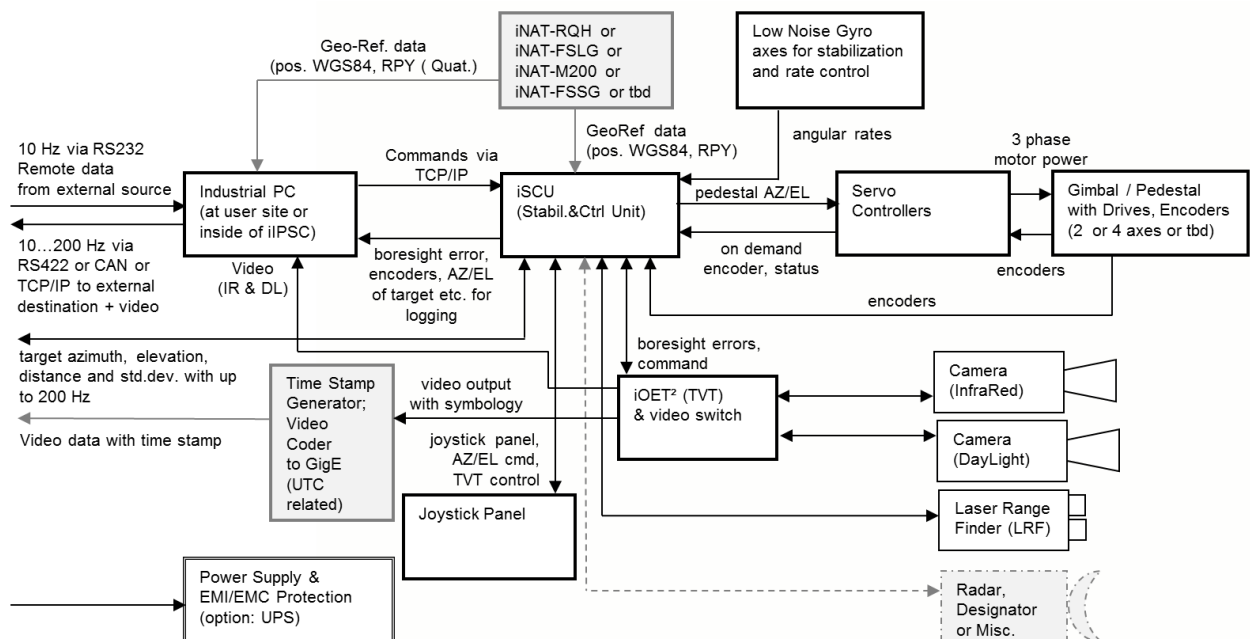 iNAT-RQH or
iNAT-FSLG or
iNAT-M200 or
iNAT-FSSG or tbd
Low Noise Gyro
axes for stabilization
and rate control
Geo-Ref. data
(pos. WGS84, RPY ( Quat.)
GeoRef data
(pos. WGS84, RPY)
angular rates
3 phase
motor power
10 Hz via RS232
Remote data
from external source
Commands via
TCP/IP
Industrial PC
(at user site or
inside of iIPSC)
iSCU
(Stabil.&Ctrl Unit)
pedestal AZ/EL
Servo
Controllers
Gimbal / Pedestal
with Drives, Encoders
(2 or 4 axes or tbd)
10…200 Hz via
RS422 or CAN or
TCP/IP to external
destination + video
Video
(IR & DL)
boresight error,
encoders, AZ/EL
of target etc. for
logging
on demand
encoder, status
encoders
encoders
target azimuth, elevation,
distance and std.dev. with up
to 200 Hz
boresight errors,
command
Time Stamp
Generator;
Video
Coder
to GigE
(UTC
related)
video output
with symbology
iOET² (TVT)
& video switch
Camera
(InfraRed)
Video data with time stamp
joystick panel,
AZ/EL cmd,
TVT control
Camera
(DayLight)
Joystick Panel
Laser Range
Finder (LRF)
Power Supply &
EMI/EMC Protection
(option: UPS)
Radar,
Designator
or Misc.